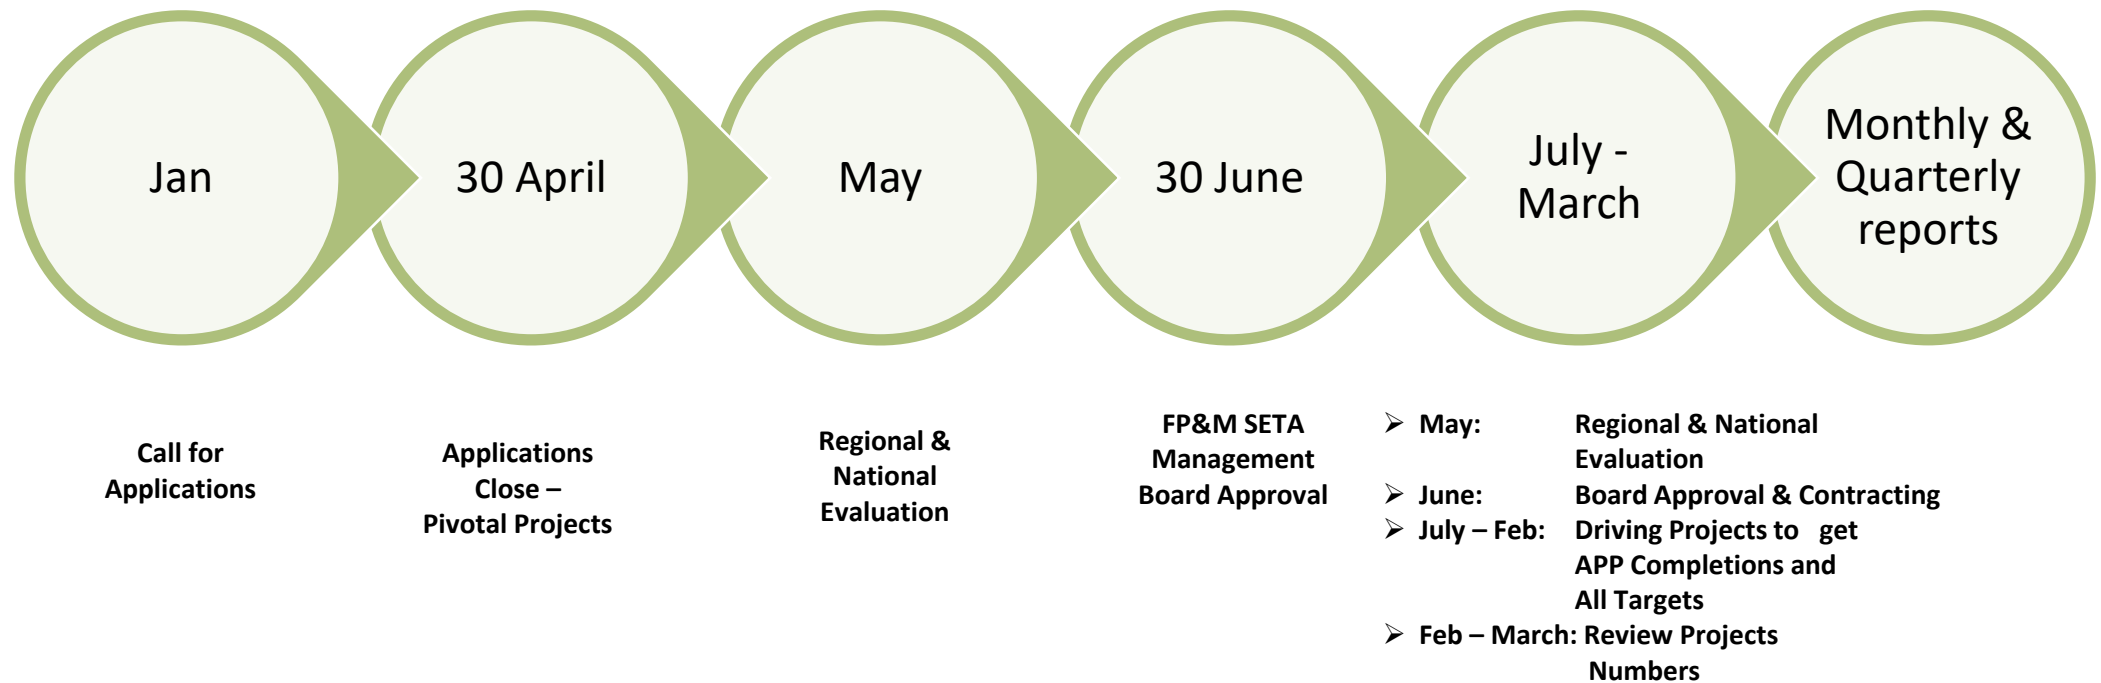 Jan
30 April
May
30 June
July -
March
Monthly &
Quarterly
reports
Call for
Applications
Applications
Close –
Pivotal Projects
Regional &
National
Evaluation
FP&M SETA
Management
Board Approval
➢ May: Regional & National
Evaluation
➢ June: Board Approval & Contracting
➢ July – Feb: Driving Projects to get
APP Completions and
All Targets
➢ Feb – March: Review Projects
Numbers